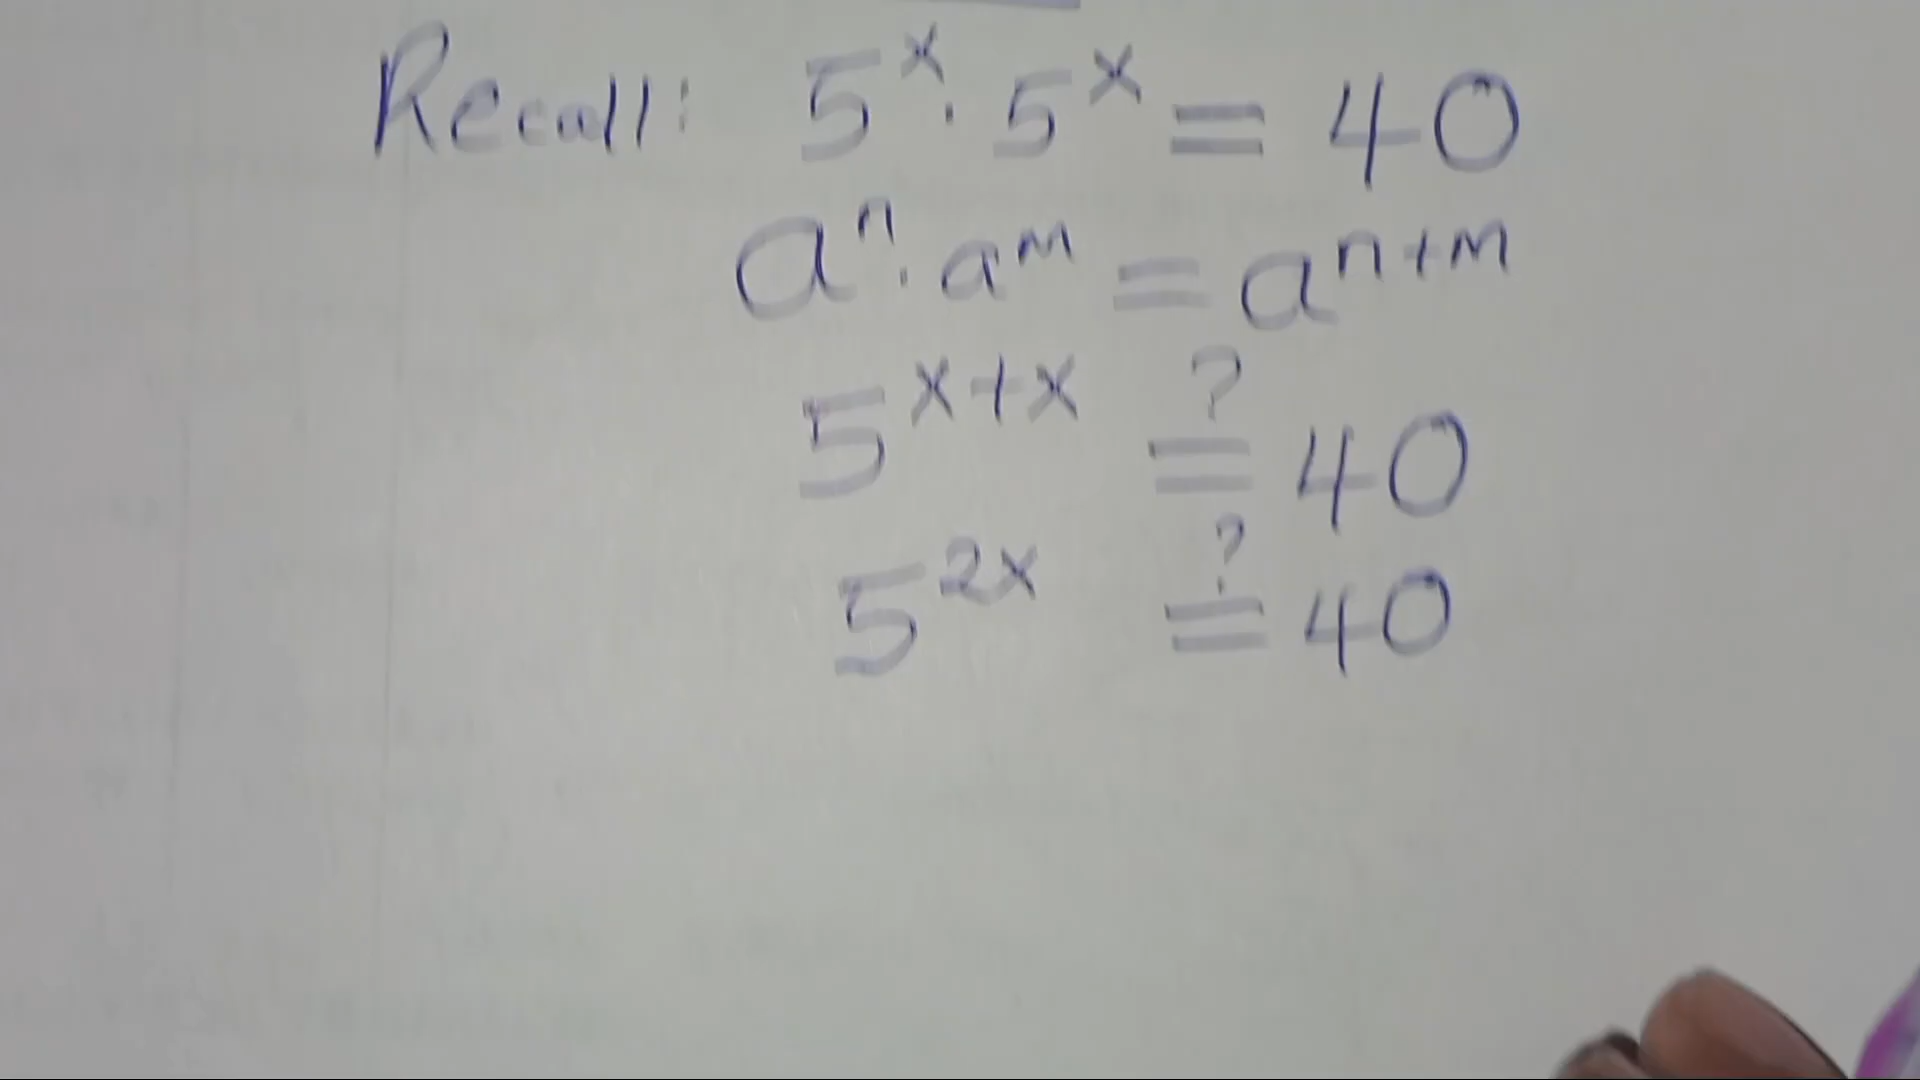 Recall: 5^x · 5^x = 40
a^n · a^m = a^{n+m}
5^{x+x} ≟ 40
5^{2x} ≟ 40